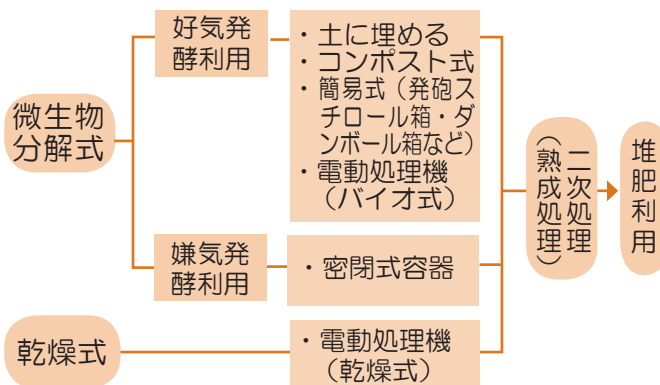 微生物
分解式
好気発
酵利用
・土に埋める
・コンポスト式
・簡易式（発砲ス
チロール箱・ダ
ンボール箱など）
・電動処理機
（バイオ式）
嫌気発
酵利用
・密閉式容器
乾燥式
・電動処理機
（乾燥式）
二次処理
（熟成処理）
堆肥利用